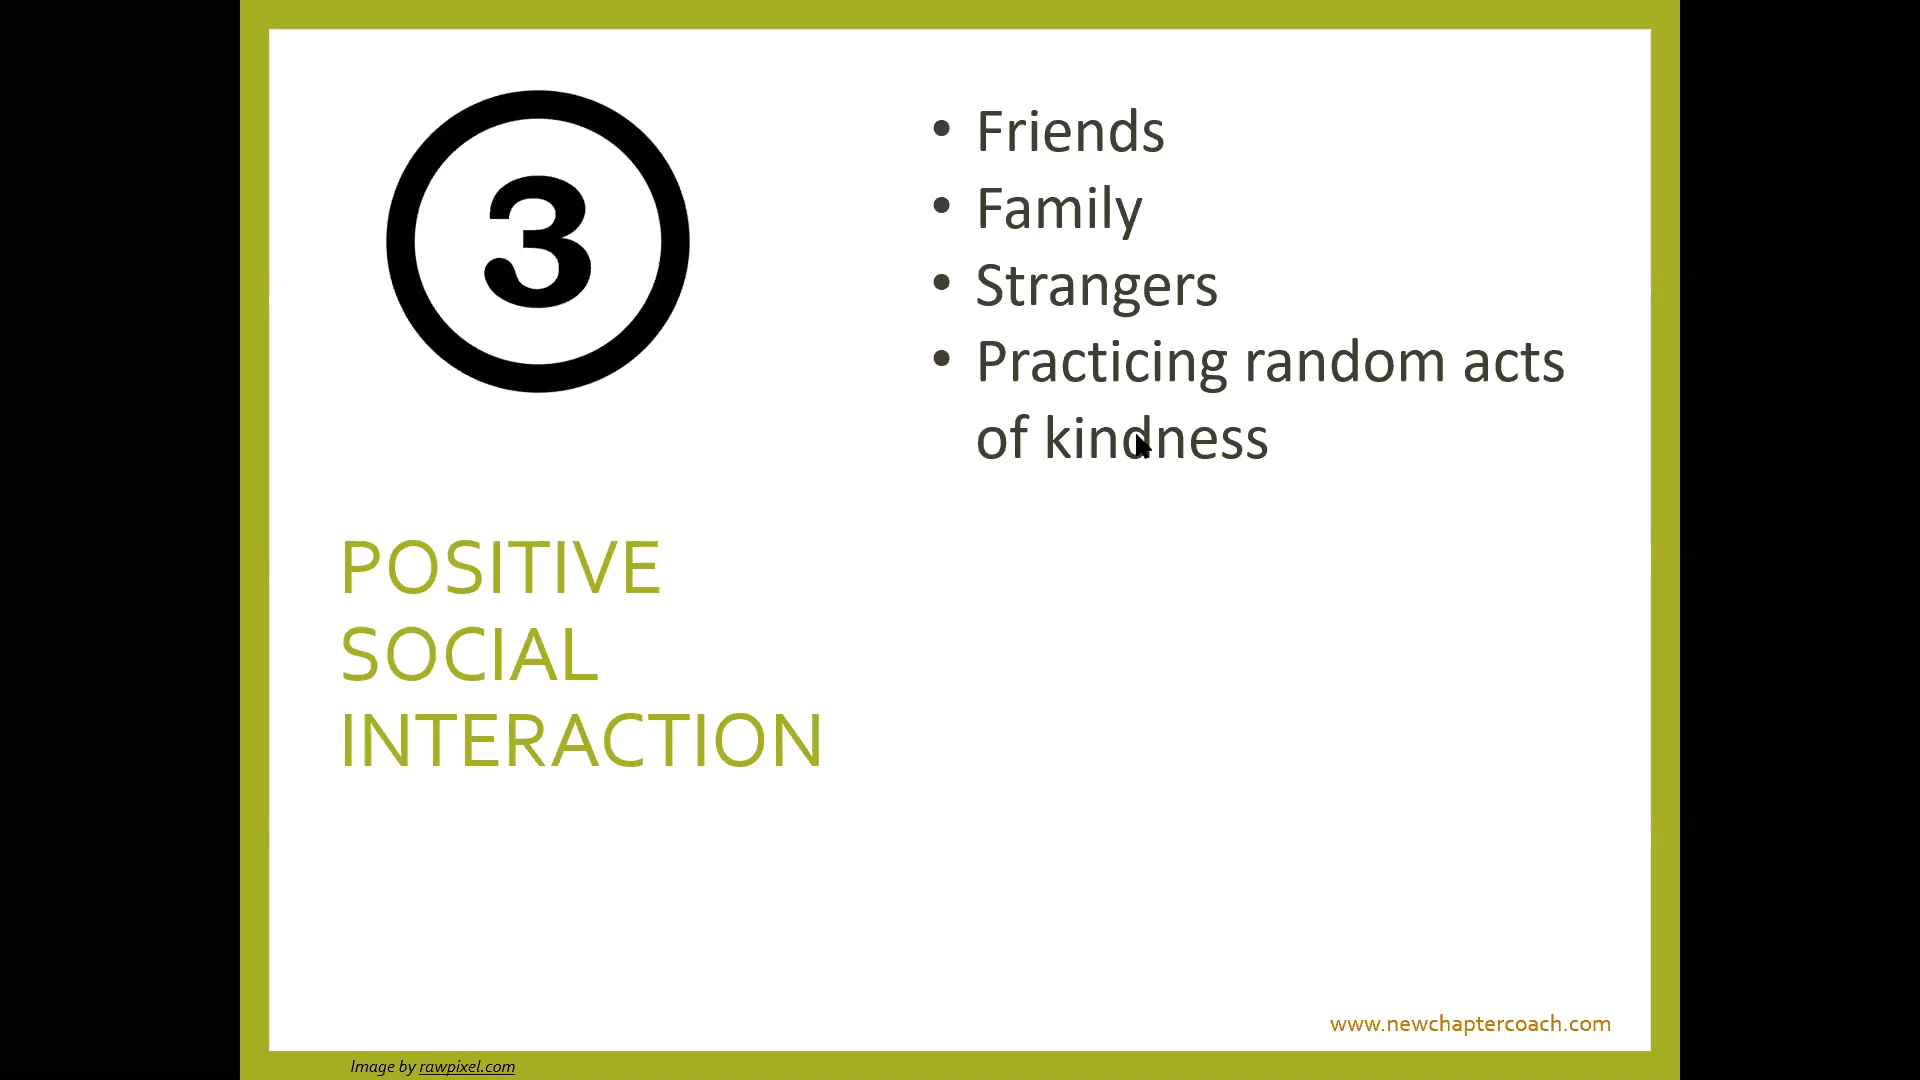 3
POSITIVE
SOCIAL
INTERACTION
• Friends
• Family
• Strangers
• Practicing random acts
of kindness
www.newchaptercoach.com
Image by rawpixel.com